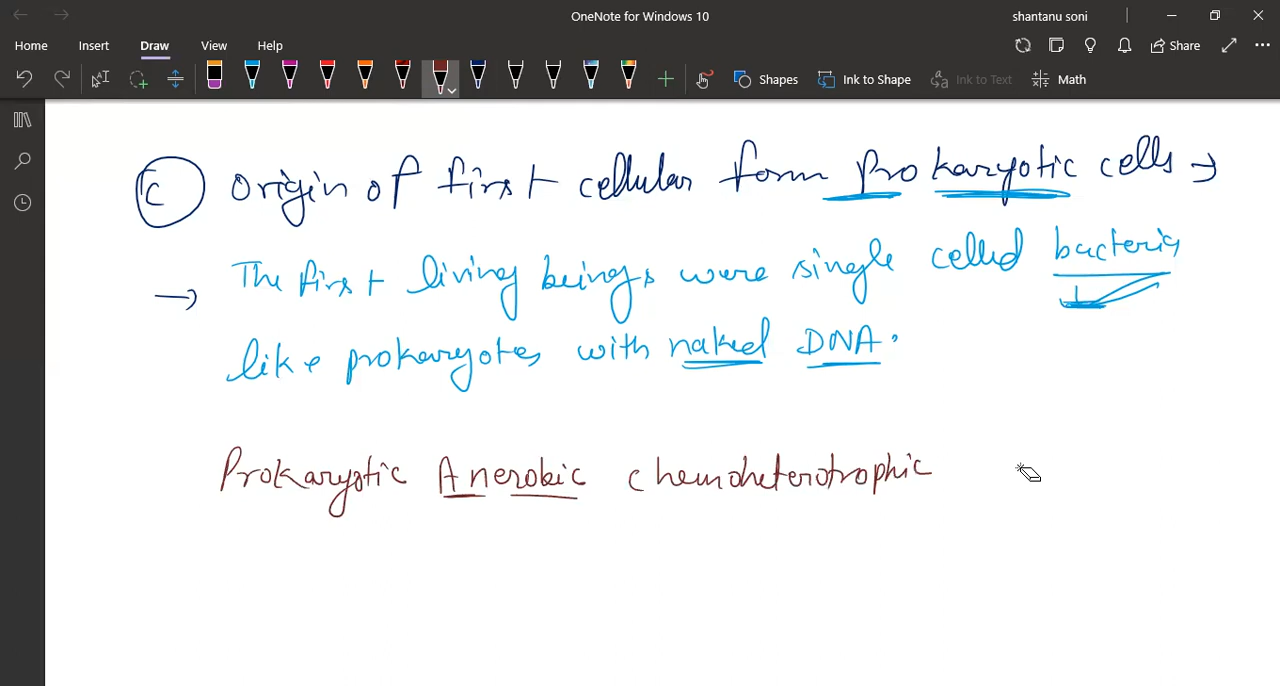 OneNote for Windows 10
shantanu soni
Home Insert Draw View Help
Share
Shapes Ink to Shape Ink to Text Math
C Origin of first cellular form Prokaryotic cells →
→ The first living beings were single celled bacteria
like prokaryotes with naked DNA.
Prokaryotic Anerobic chemoheterotrophic